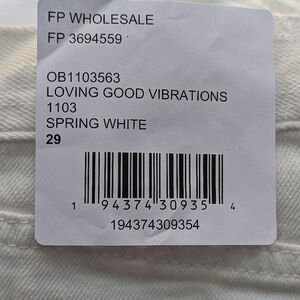 FP WHOLESALE
FP 3694559
OB1103563
LOVING GOOD VIBRATIONS
1103
SPRING WHITE
29
1 94374 30935 4
194374309354